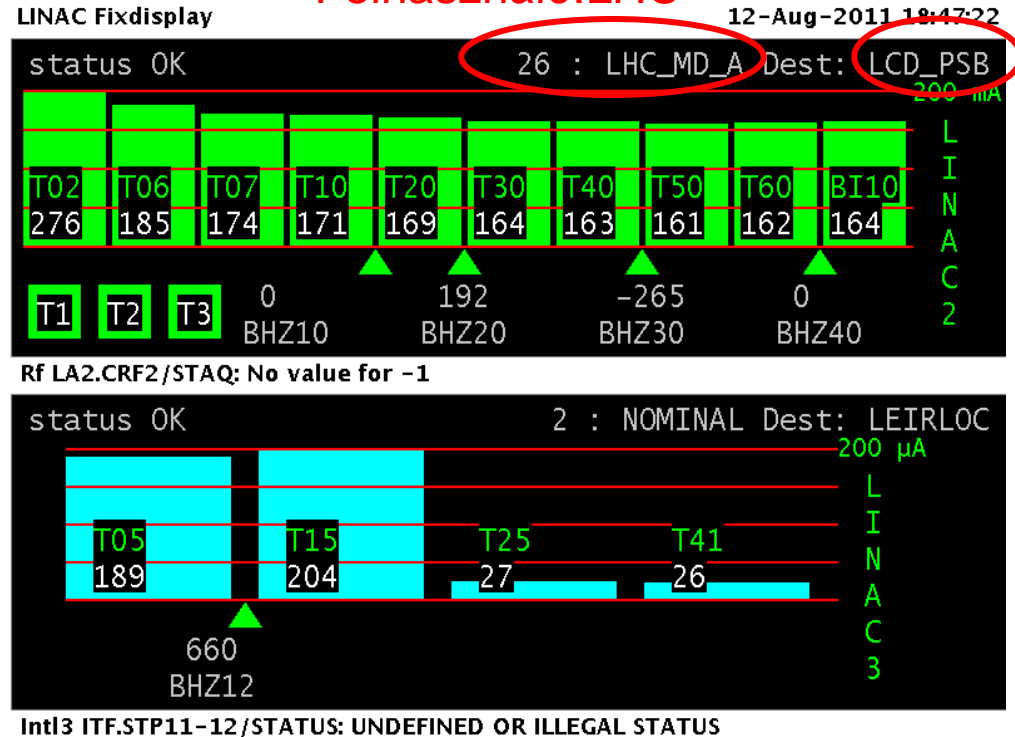 LINAC Fixdisplay 12-Aug-2011 18:47:22
status OK 26 : LHC_MD_A Dest: LCD_PSB
200 mA
T02 T06 T07 T10 T20 T30 T40 T50 T60 BI10
276 185 174 171 169 164 163 161 162 164
LINAC2
T1 T2 T3
0 192 -265 0
BHZ10 BHZ20 BHZ30 BHZ40
Rf LA2.CRF2/STAQ: No value for -1
status OK 2 : NOMINAL Dest: LEIRLOC
200 µA
T05 T15 T25 T41
189 204 27 26
LINAC3
660
BHZ12
Intl3 ITF.STP11-12/STATUS: UNDEFINED OR ILLEGAL STATUS